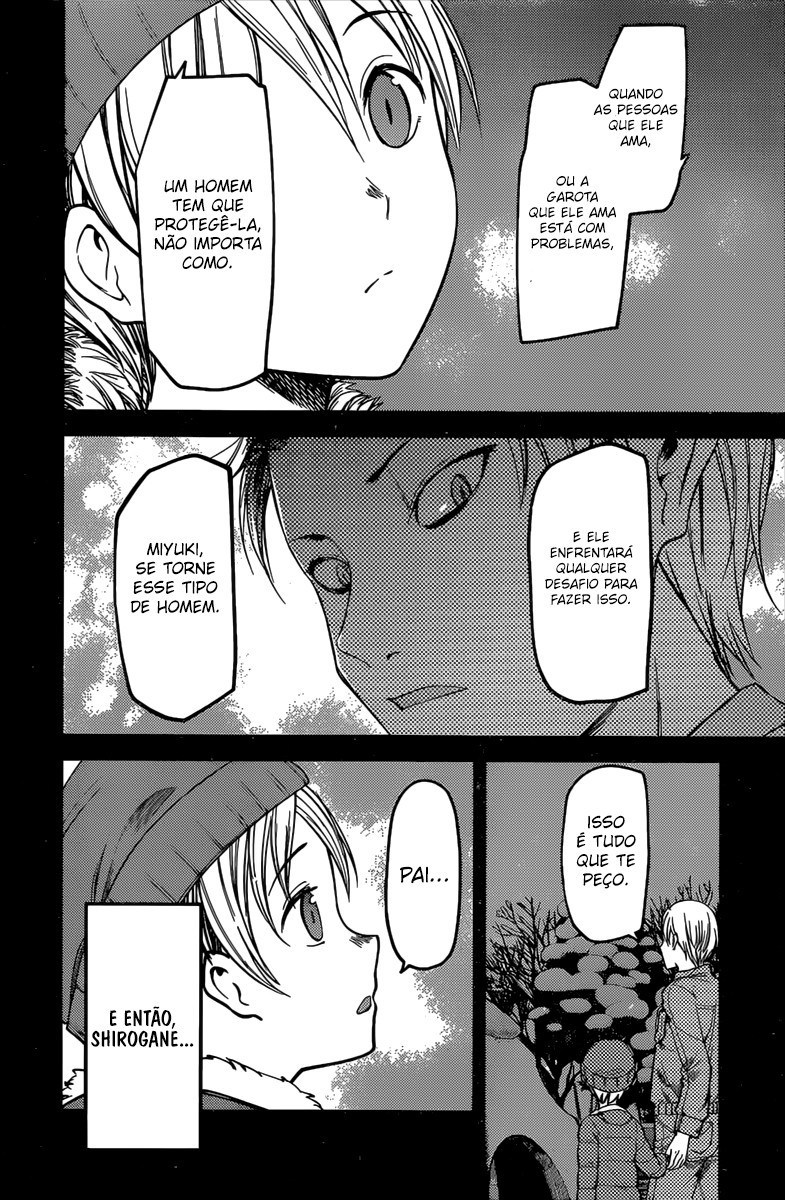 QUANDO
AS PESSOAS
QUE ELE
AMA,
OU A
GAROTA
QUE ELE AMA
ESTÁ COM
PROBLEMAS,
UM HOMEM
TEM QUE
PROTEGÊ-LA,
NÃO IMPORTA
COMO.
E ELE
ENFRENTARÁ
QUALQUER
DESAFIO PARA
FAZER ISSO.
MIYUKI,
SE TORNE
ESSE TIPO
DE HOMEM.
ISSO
É TUDO
QUE TE
PEÇO.
PAI...
E ENTÃO,
SHIROGANE...